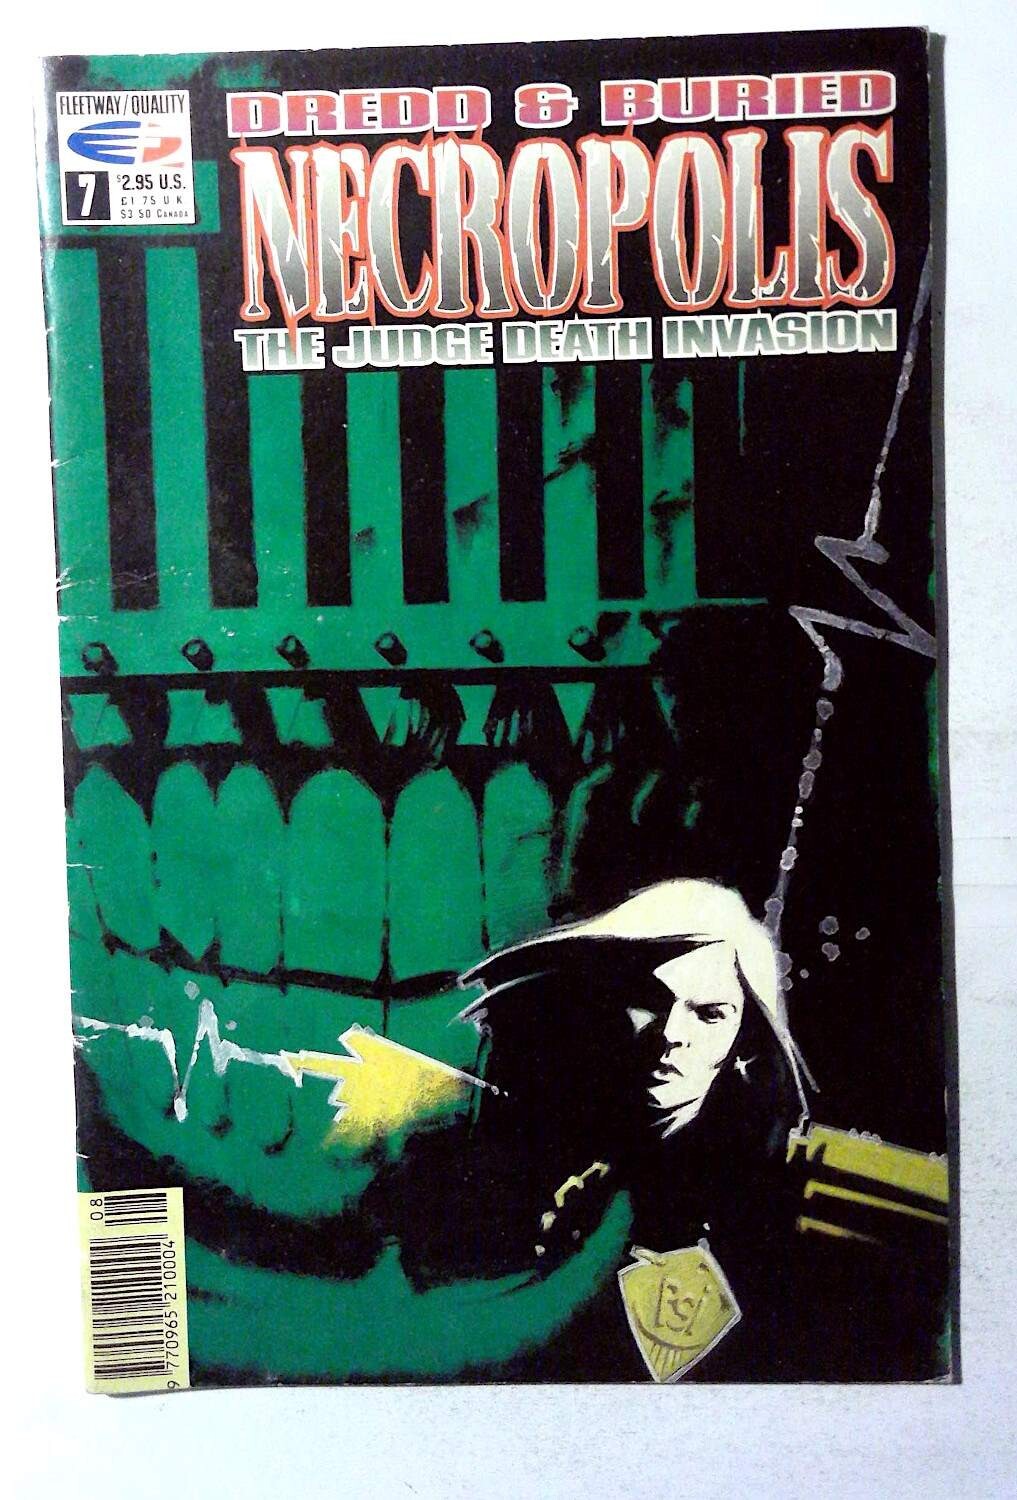 FLEETWAY/QUALITY
7
$2.95 U.S.
£1.75 U K
$3.50 CANADA
DREDD & BURIED
NECROPOLIS
THE JUDGE DEATH INVASION
08
9 770965 210004